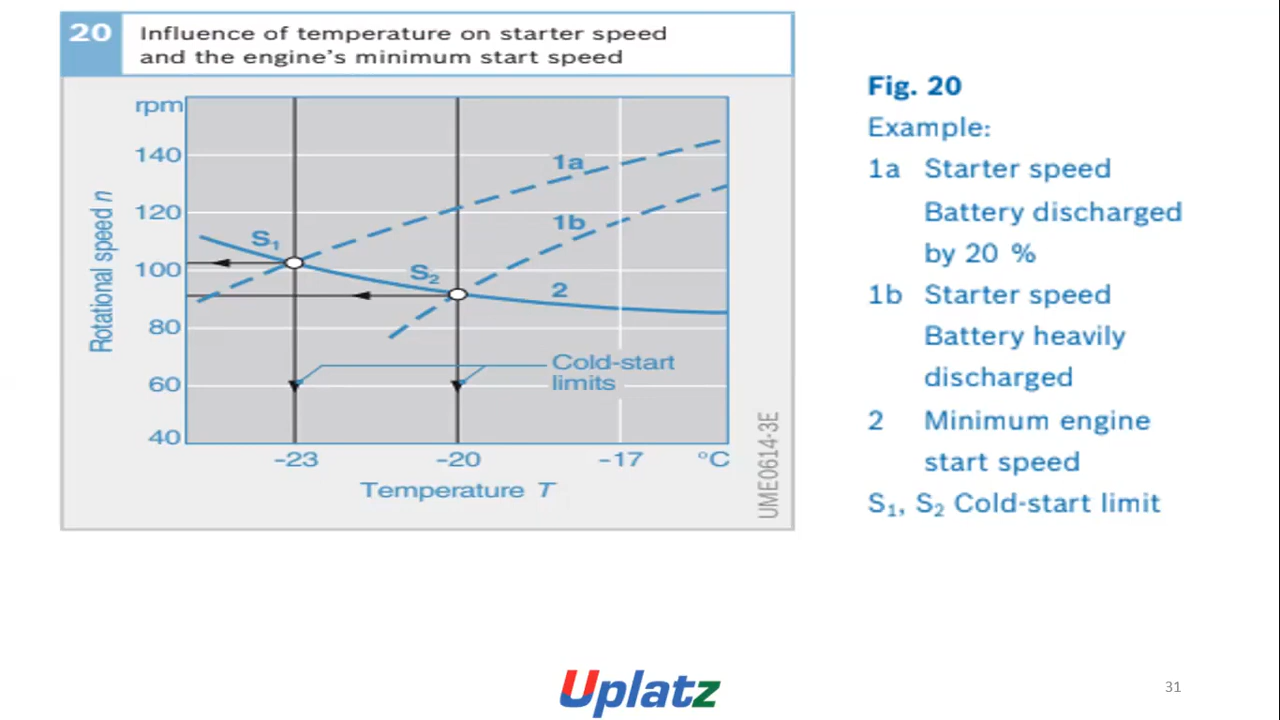 20
Influence of temperature on starter speed
and the engine's minimum start speed
rpm
140
120
100
80
60
40
Rotational speed n
S₁
S₂
1a
1b
2
Cold-start
limits
-23
-20
-17
°C
Temperature T
UME0614-3E
Fig. 20
Example:
1a Starter speed
Battery discharged
by 20 %
1b Starter speed
Battery heavily
discharged
2 Minimum engine
start speed
S₁, S₂ Cold-start limit
Uplatz
31